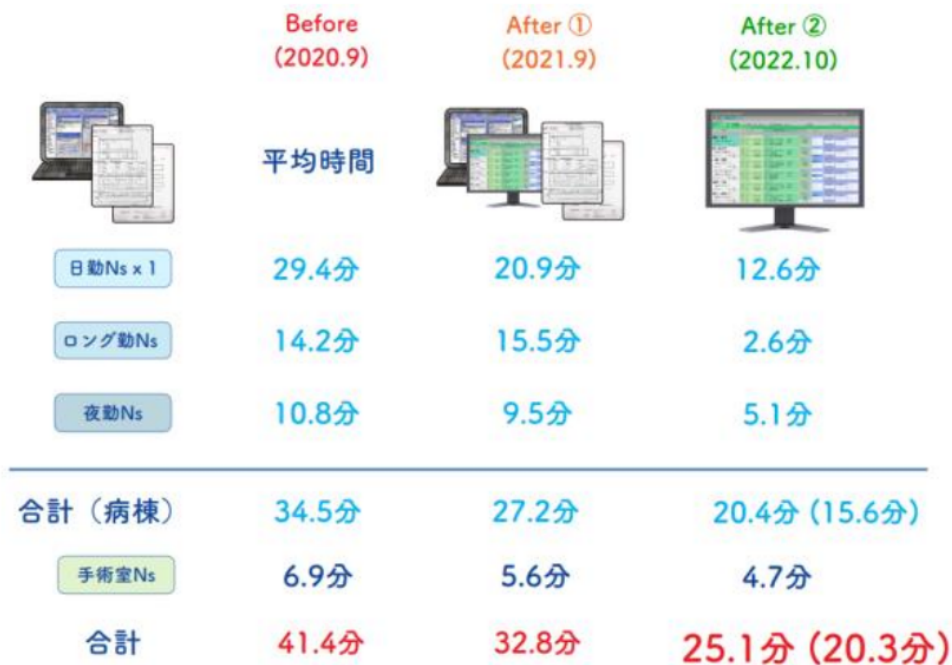 Before After ① After ②
(2020.9) (2021.9) (2022.10)
平均時間
日勤Ns x 1 29.4分 20.9分 12.6分
ロング勤Ns 14.2分 15.5分 2.6分
夜勤Ns 10.8分 9.5分 5.1分
合計（病棟） 34.5分 27.2分 20.4分 (15.6分)
手術室Ns 6.9分 5.6分 4.7分
合計 41.4分 32.8分 25.1分 (20.3分)